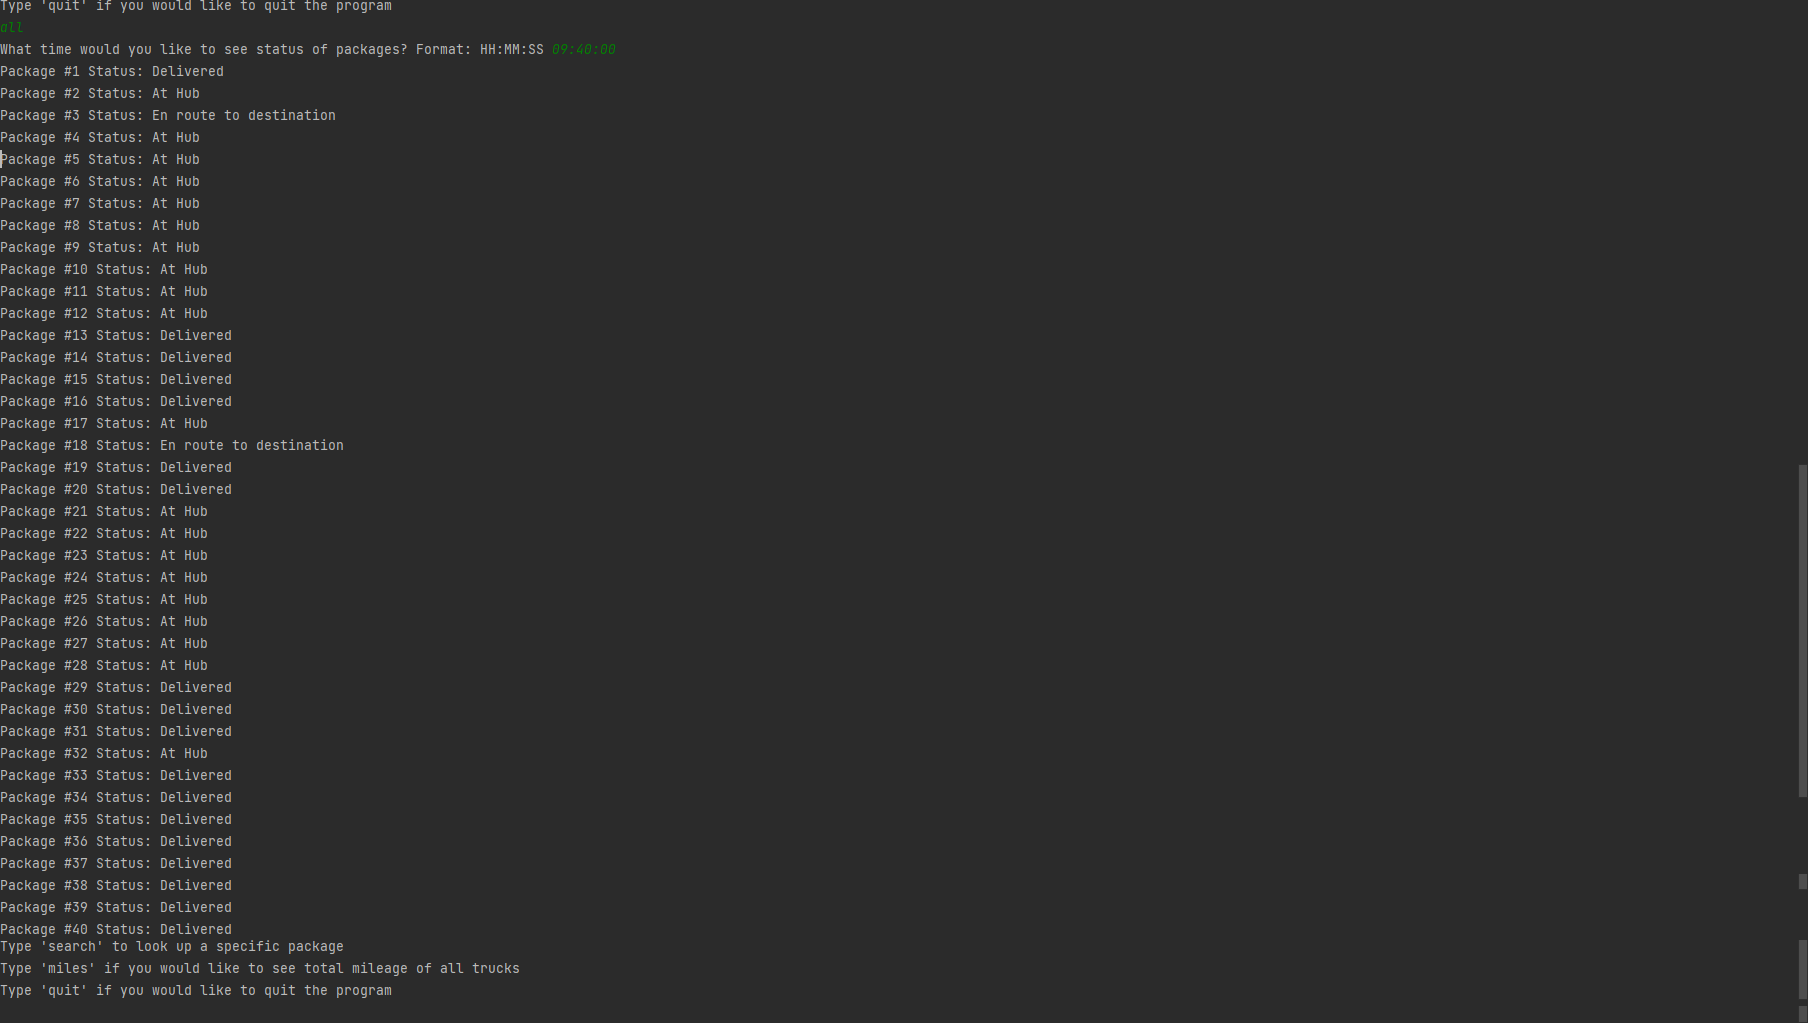 Type 'quit' if you would like to quit the program
all
What time would you like to see status of packages? Format: HH:MM:SS 09:40:00
Package #1 Status: Delivered
Package #2 Status: At Hub
Package #3 Status: En route to destination
Package #4 Status: At Hub
Package #5 Status: At Hub
Package #6 Status: At Hub
Package #7 Status: At Hub
Package #8 Status: At Hub
Package #9 Status: At Hub
Package #10 Status: At Hub
Package #11 Status: At Hub
Package #12 Status: At Hub
Package #13 Status: Delivered
Package #14 Status: Delivered
Package #15 Status: Delivered
Package #16 Status: Delivered
Package #17 Status: At Hub
Package #18 Status: En route to destination
Package #19 Status: Delivered
Package #20 Status: Delivered
Package #21 Status: At Hub
Package #22 Status: At Hub
Package #23 Status: At Hub
Package #24 Status: At Hub
Package #25 Status: At Hub
Package #26 Status: At Hub
Package #27 Status: At Hub
Package #28 Status: At Hub
Package #29 Status: Delivered
Package #30 Status: Delivered
Package #31 Status: Delivered
Package #32 Status: At Hub
Package #33 Status: Delivered
Package #34 Status: Delivered
Package #35 Status: Delivered
Package #36 Status: Delivered
Package #37 Status: Delivered
Package #38 Status: Delivered
Package #39 Status: Delivered
Package #40 Status: Delivered
Type 'search' to look up a specific package
Type 'miles' if you would like to see total mileage of all trucks
Type 'quit' if you would like to quit the program